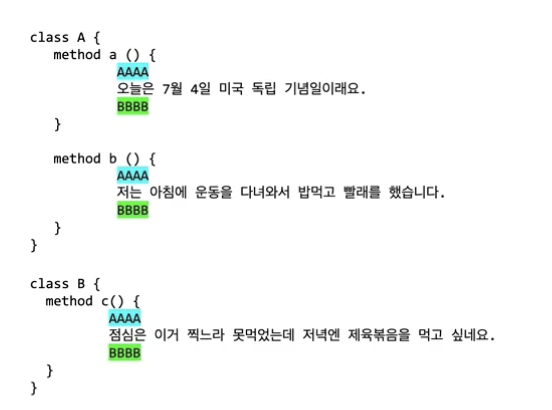 class A {
method a () {
AAAA
오늘은 7월 4일 미국 독립 기념일이래요.
BBBB
}
method b () {
AAAA
저는 아침에 운동을 다녀와서 밥먹고 빨래를 했습니다.
BBBB
}
}
class B {
method c() {
AAAA
점심은 이거 찍느라 못먹었는데 저녁엔 제육볶음을 먹고 싶네요.
BBBB
}
}